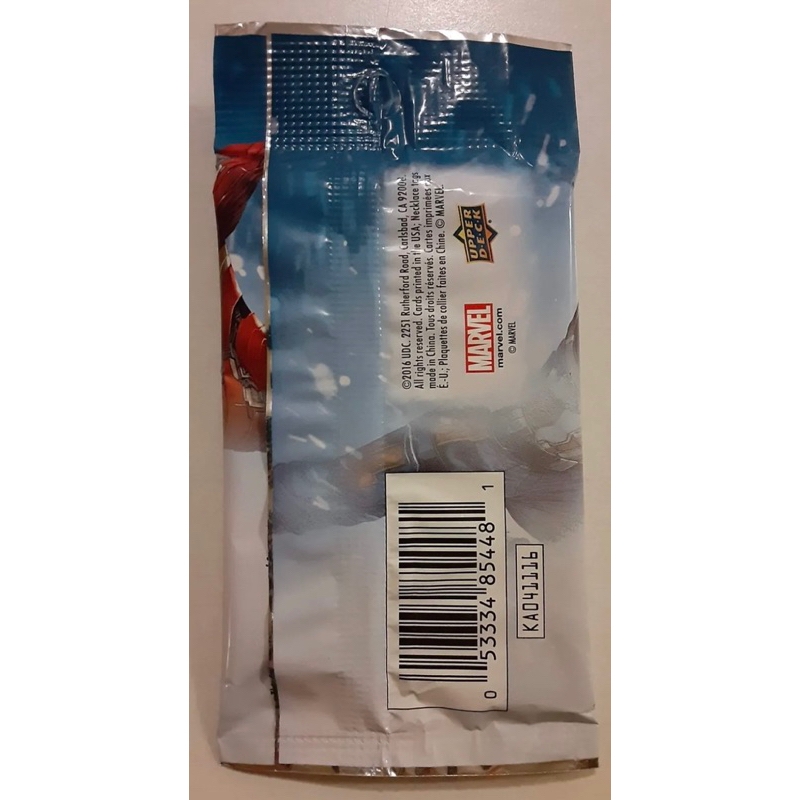 ©2016 UDC. 2251 Rutherford Road, Carlsbad, CA 92008.
All rights reserved. Cards printed in the USA; Necklace tags
made in China. Tous droits réservés. Cartes imprimées aux
É.-U.; Plaquettes de collier faites en Chine. © MARVEL
MARVEL
marvel.com
© MARVEL
UPPER
D·E·C·K
0 53334 85448 1
KA041116